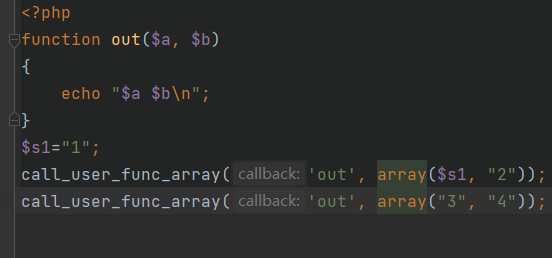 <?php
function out($a, $b)
{
    echo "$a $b\n";
}
$s1="1";
call_user_func_array( callback: 'out', array($s1, "2"));
call_user_func_array( callback: 'out', array("3", "4"));